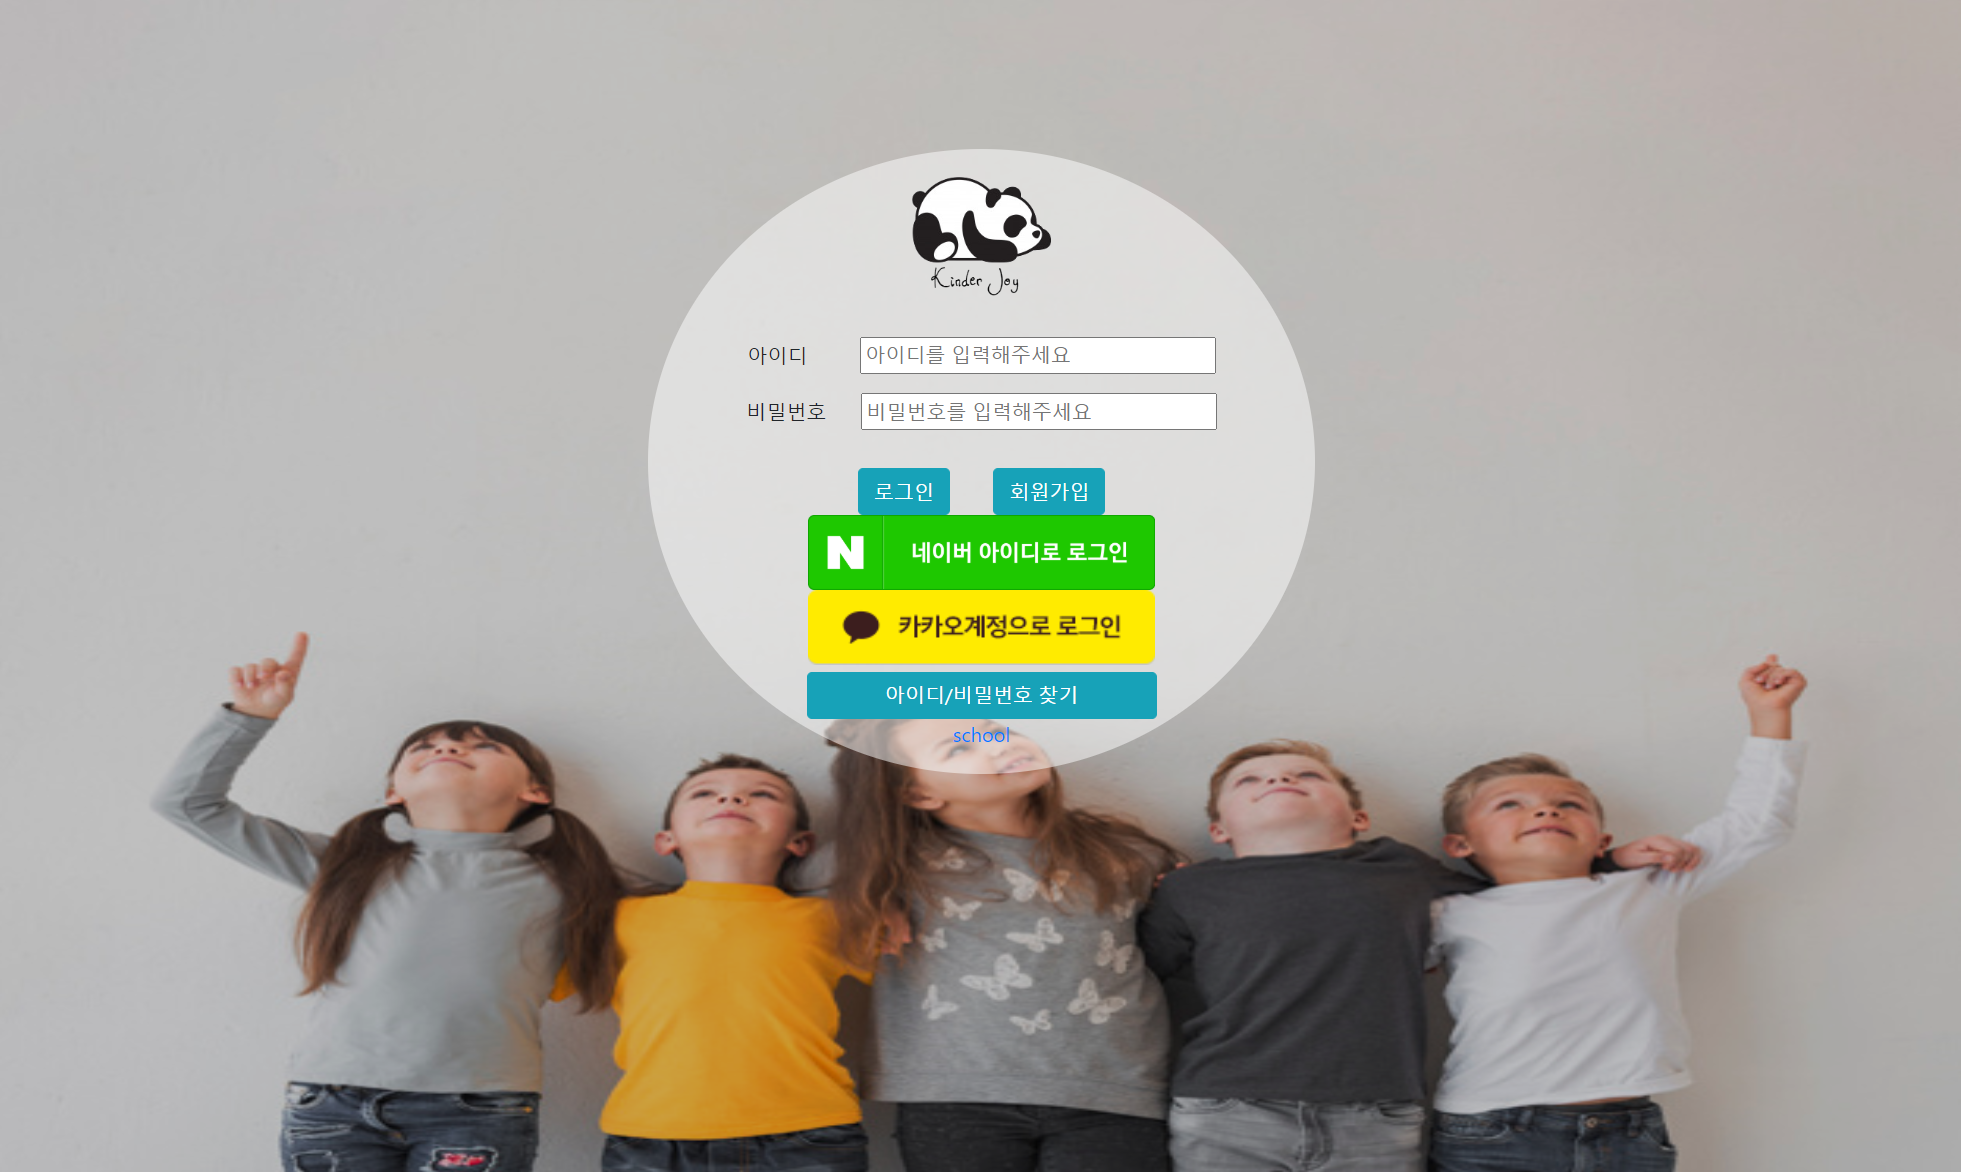 Kinder Joy
아이디 아이디를 입력해주세요
비밀번호 비밀번호를 입력해주세요
로그인 회원가입
N 네이버 아이디로 로그인
카카오계정으로 로그인
아이디/비밀번호 찾기
school